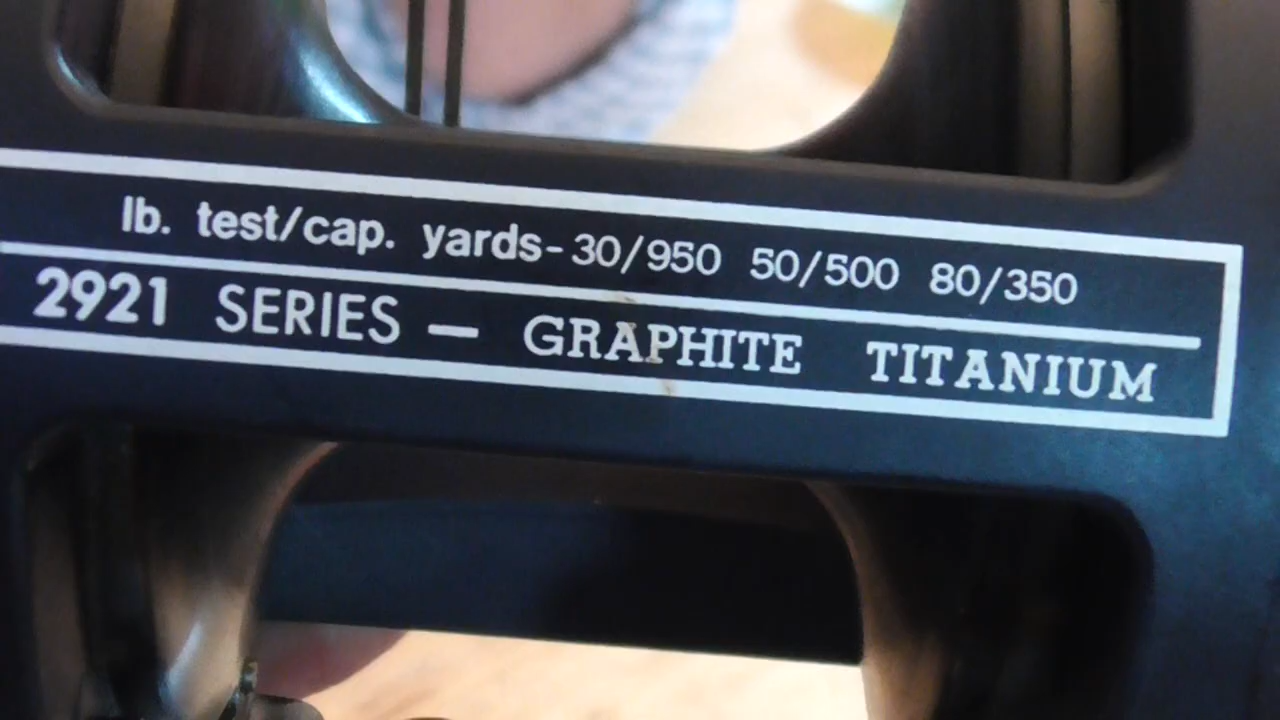 lb. test/cap. yards-30/950 50/500 80/350
2921 SERIES — GRAPHITE TITANIUM